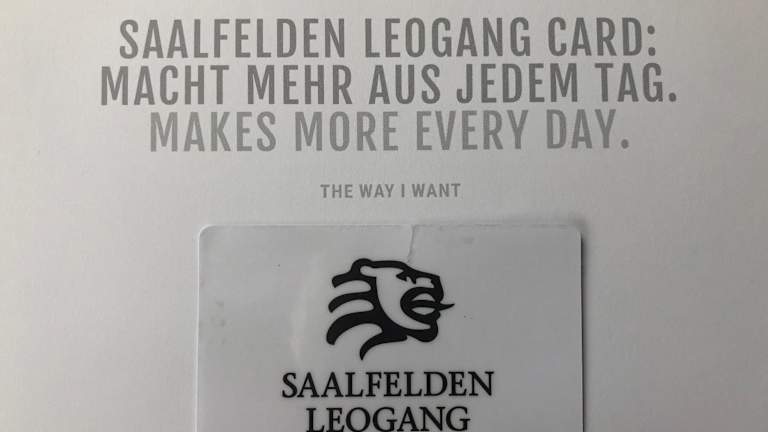 SAALFELDEN LEOGANG CARD:
MACHT MEHR AUS JEDEM TAG.
MAKES MORE EVERY DAY.
THE WAY I WANT
SAALFELDEN
LEOGANG